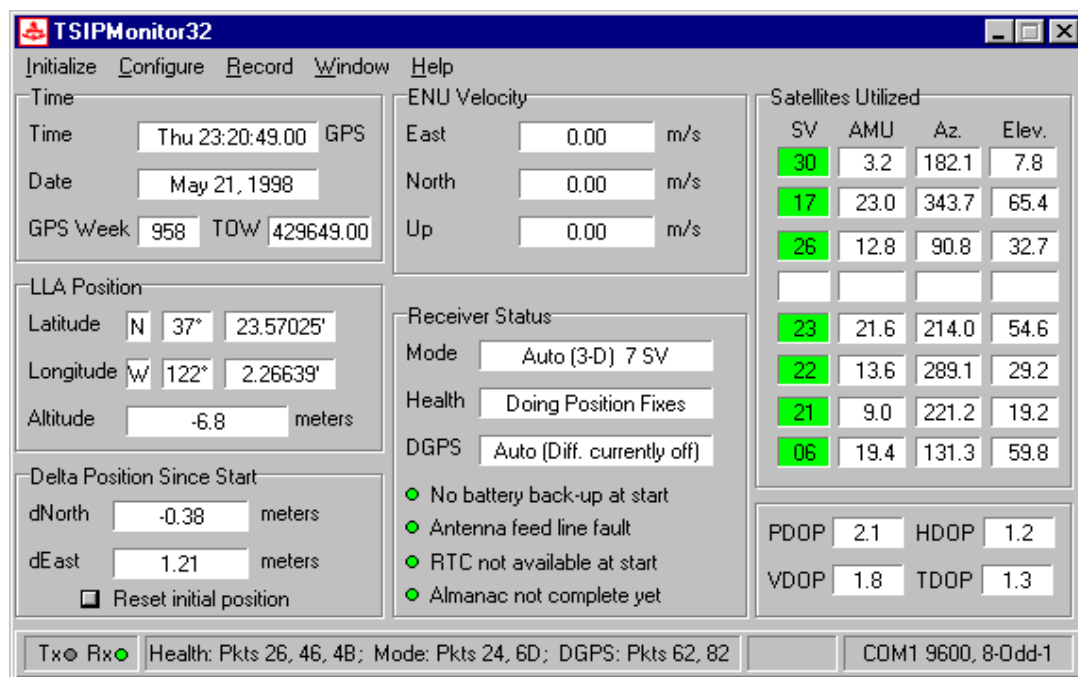 TSIPMonitor32
Initialize Configure Record Window Help
Time
Time Thu 23:20:49.00 GPS
Date May 21, 1998
GPS Week 958 TOW 429649.00
LLA Position
Latitude N 37° 23.57025'
Longitude W 122° 2.26639'
Altitude -6.8 meters
Delta Position Since Start
dNorth -0.38 meters
dEast 1.21 meters
Reset initial position
ENU Velocity
East 0.00 m/s
North 0.00 m/s
Up 0.00 m/s
Receiver Status
Mode Auto (3-D) 7 SV
Health Doing Position Fixes
DGPS Auto (Diff. currently off)
No battery back-up at start
Antenna feed line fault
RTC not available at start
Almanac not complete yet
Satellites Utilized
SV AMU Az. Elev.
30 3.2 182.1 7.8
17 23.0 343.7 65.4
26 12.8 90.8 32.7
23 21.6 214.0 54.6
22 13.6 289.1 29.2
21 9.0 221.2 19.2
06 19.4 131.3 59.8
PDOP 2.1 HDOP 1.2
VDOP 1.8 TDOP 1.3
Tx Rx Health: Pkts 26, 46, 4B; Mode: Pkts 24, 6D; DGPS: Pkts 62, 82 COM1 9600, 8-Odd-1